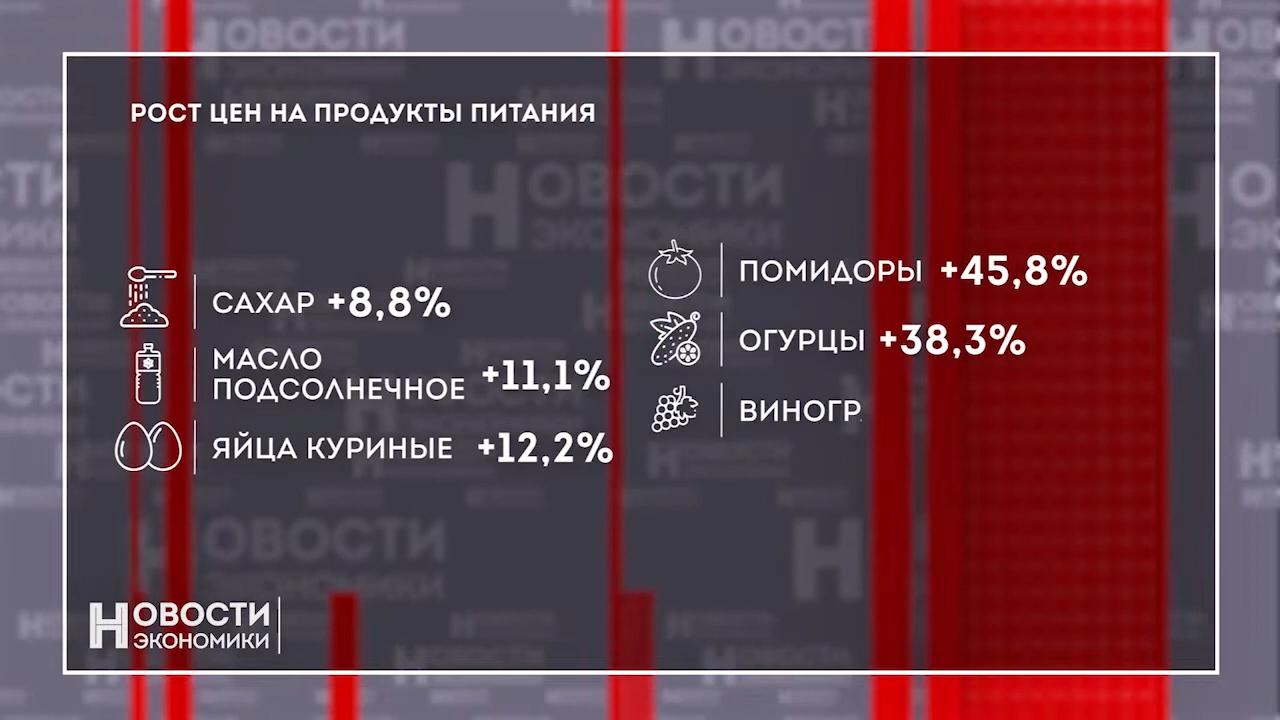 РОСТ ЦЕН НА ПРОДУКТЫ ПИТАНИЯ
САХАР +8,8%
МАСЛО
ПОДСОЛНЕЧНОЕ +11,1%
ЯЙЦА КУРИНЫЕ +12,2%
ПОМИДОРЫ +45,8%
ОГУРЦЫ +38,3%
ВИНОГР
НОВОСТИ
ЭКОНОМИКИ